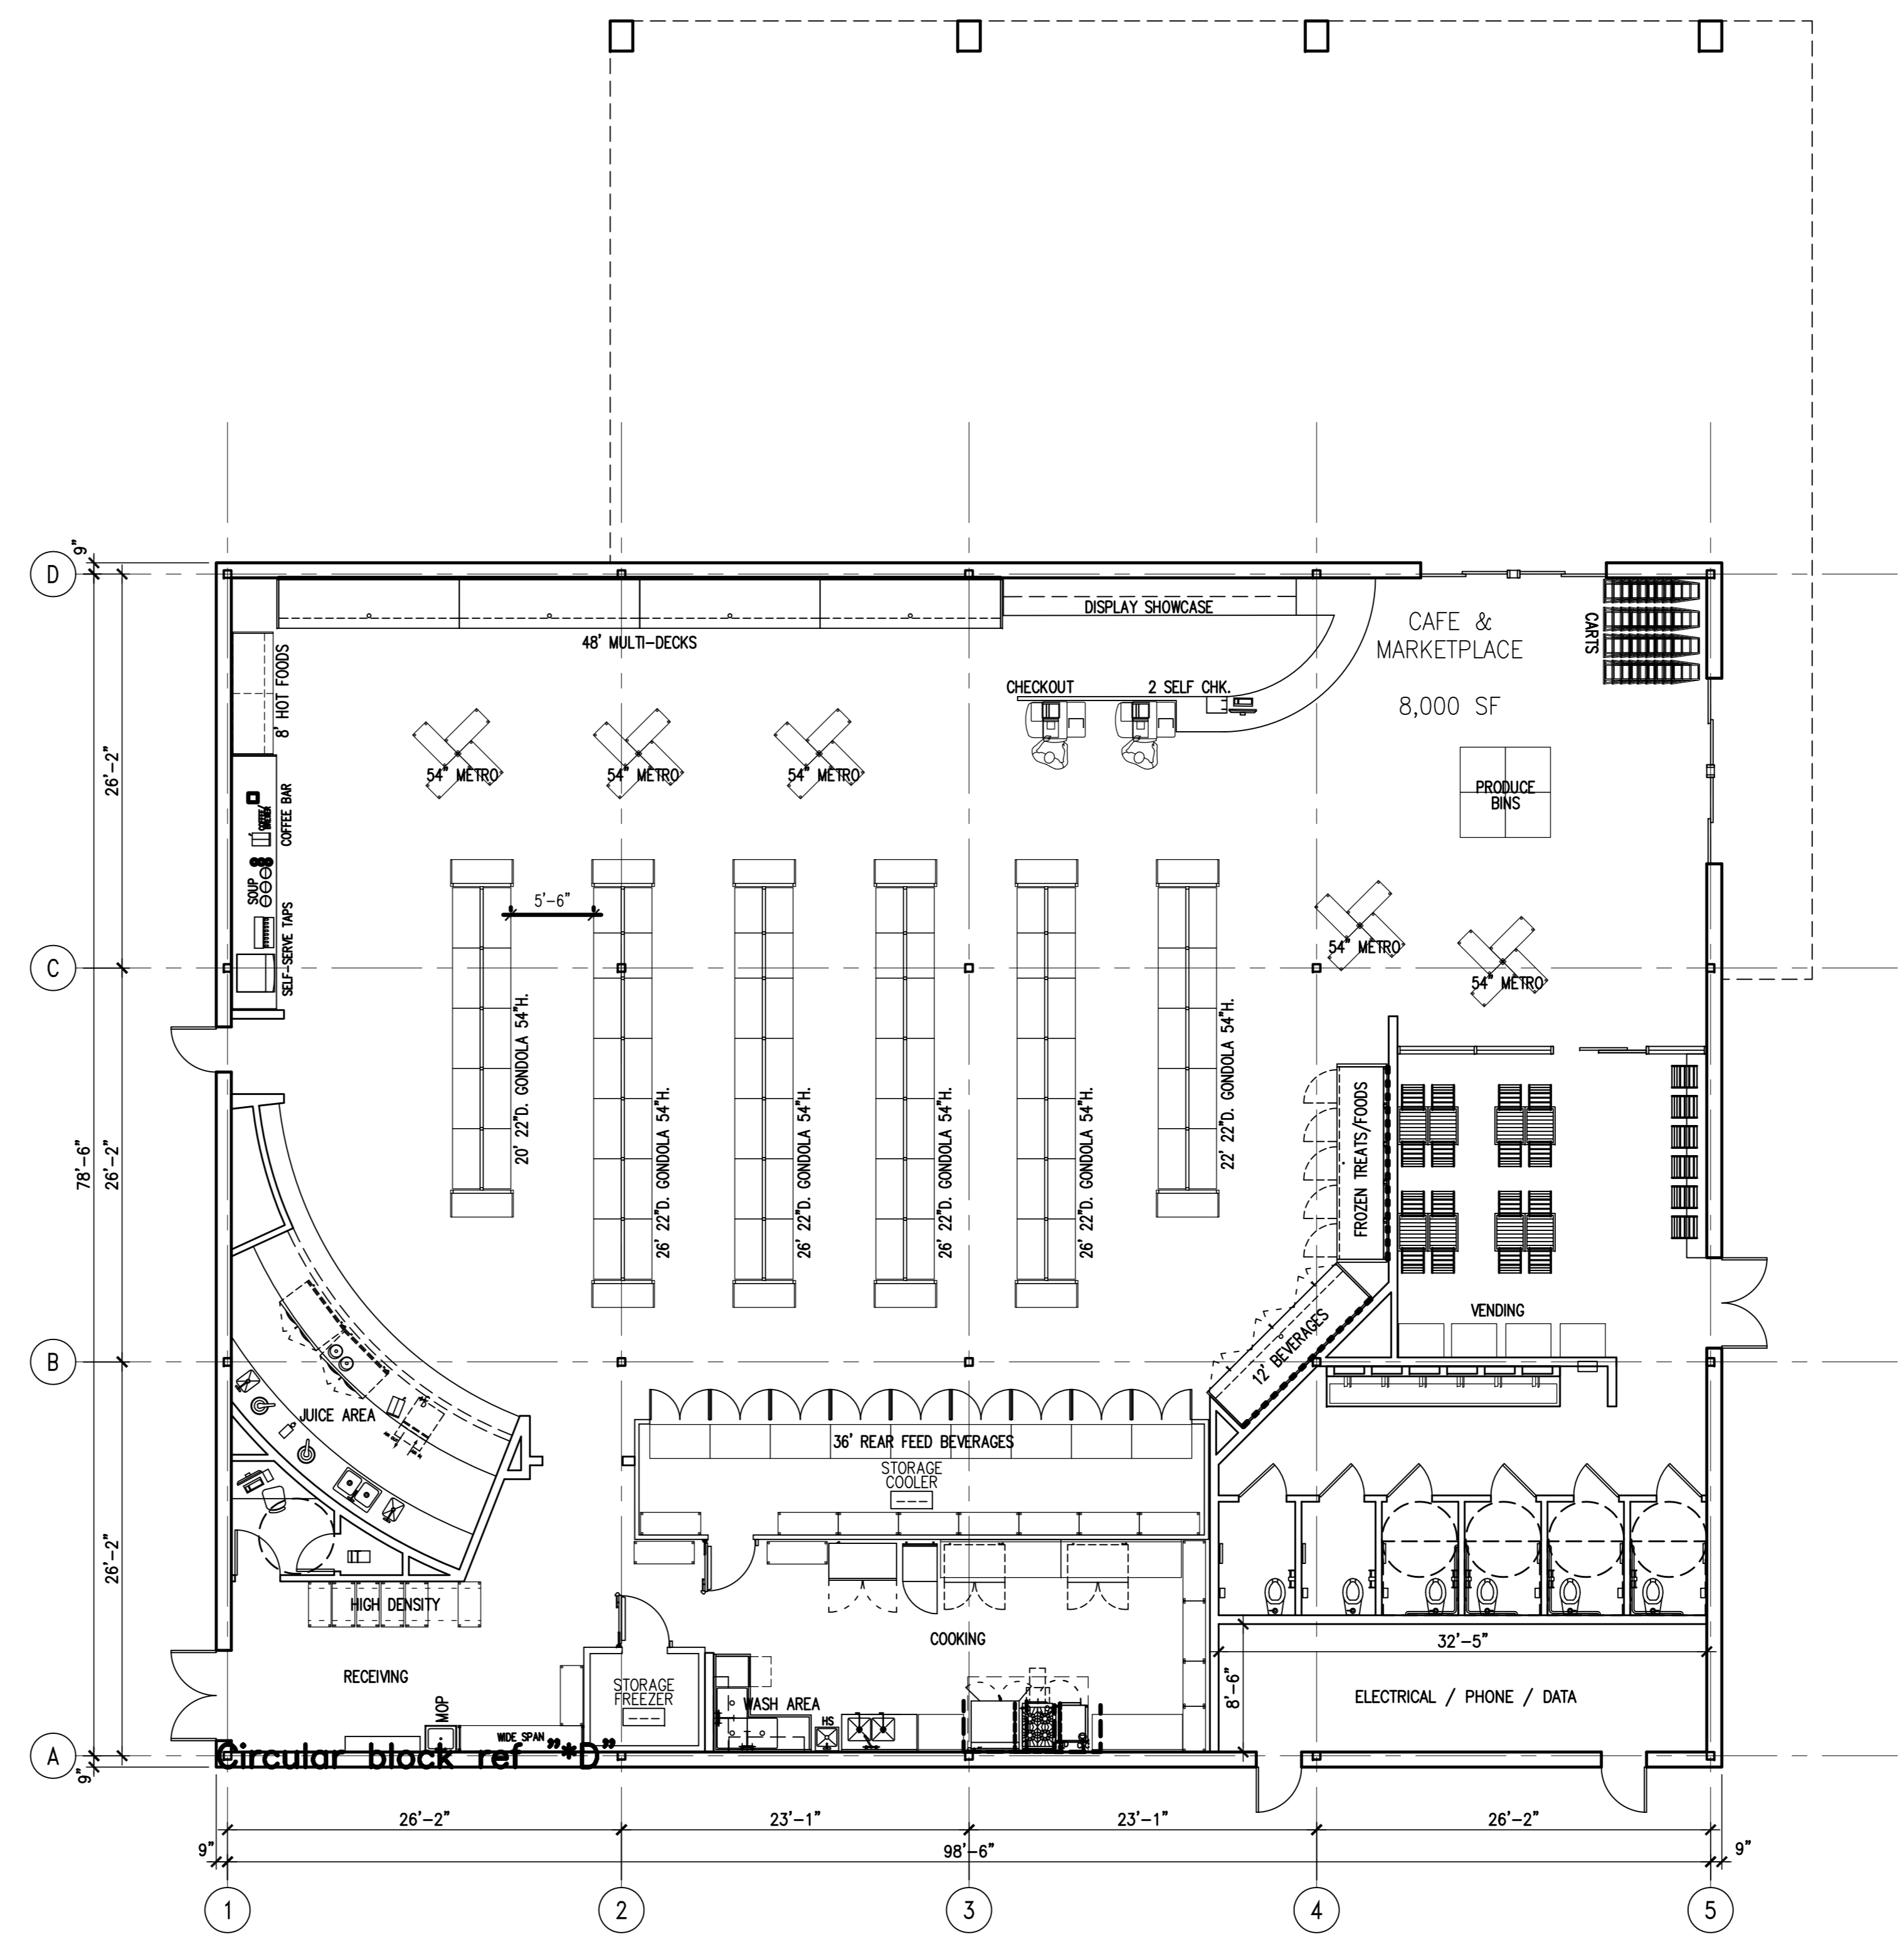 D
9"
DISPLAY SHOWCASE
48' MULTI-DECKS
CAFE &
MARKETPLACE
8,000 SF
CARTS
8' HOT FOODS
CHECKOUT
2 SELF CHK.
26'-2"
54" METRO
54" METRO
54" METRO
PRODUCE
BINS
COFFEE BAR
COFFEE/
BREWER
SOUP
SELF-SERVE TAPS
5'-6"
54" METRO
54" METRO
C
20' 22"D. GONDOLA 54"H.
26' 22"D. GONDOLA 54"H.
26' 22"D. GONDOLA 54"H.
26' 22"D. GONDOLA 54"H.
26' 22"D. GONDOLA 54"H.
22' 22"D. GONDOLA 54"H.
78'-6"
26'-2"
FROZEN TREATS/FOODS
VENDING
12' BEVERAGES
B
JUICE AREA
36' REAR FEED BEVERAGES
STORAGE
COOLER
26'-2"
HIGH DENSITY
COOKING
32'-5"
RECEIVING
STORAGE
FREEZER
MOP
WASH AREA
HS
8'-6"
ELECTRICAL / PHONE / DATA
WIDE SPAN
Circular block ref "*D"
A
9"
26'-2"
23'-1"
23'-1"
26'-2"
9"
98'-6"
9"
1
2
3
4
5